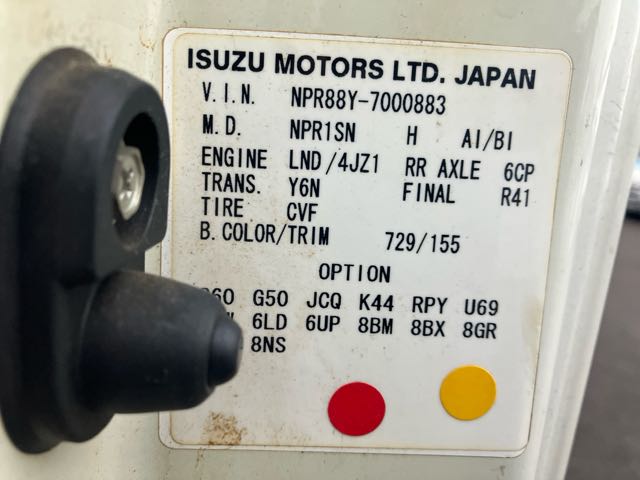 ISUZU MOTORS LTD. JAPAN
V.I.N. NPR88Y-7000883
M.D. NPR1SN H AI/BI
ENGINE LND/4JZ1 RR AXLE 6CP
TRANS. Y6N FINAL R41
TIRE CVF
B.COLOR/TRIM 729/155
OPTION
G50 JCQ K44 RPY U69
6LD 6UP 8BM 8BX 8GR
8NS